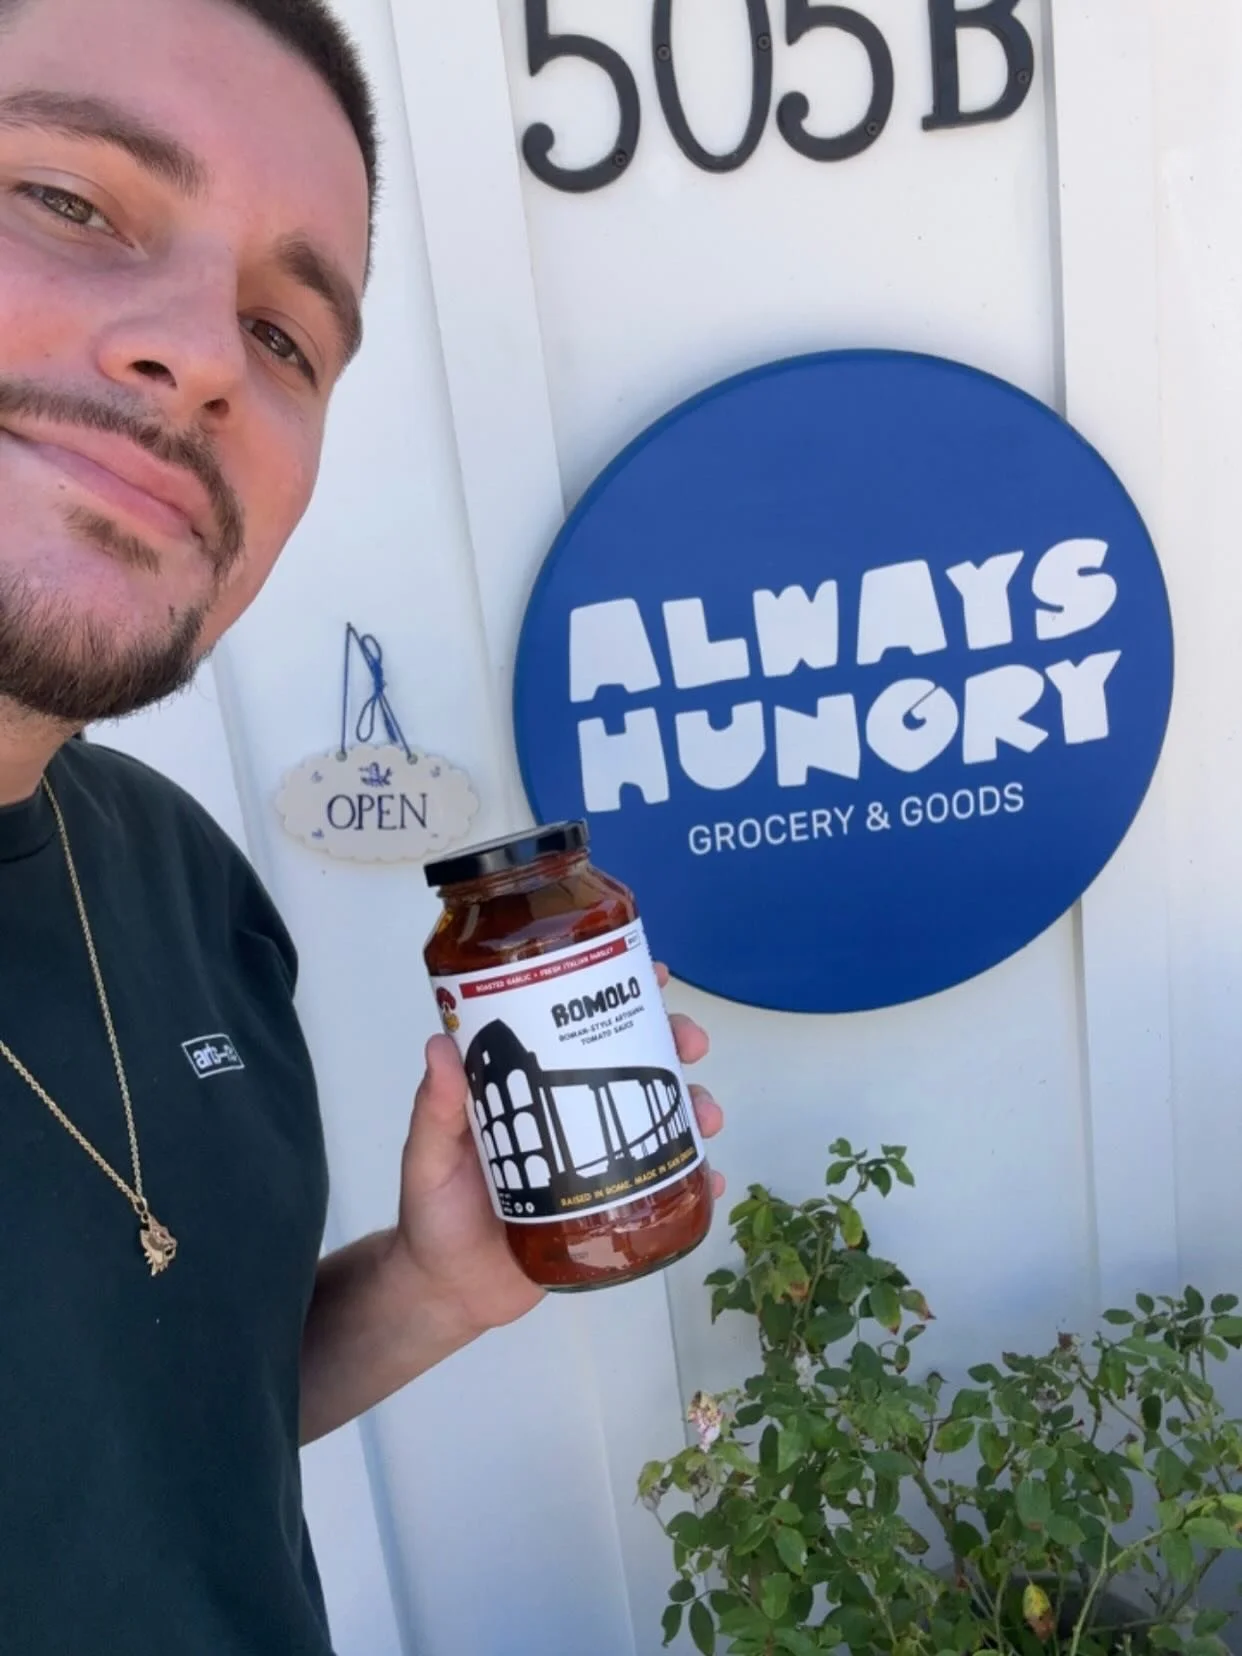 505B
ALWAYS
HUNGRY
GROCERY & GOODS
OPEN
ROASTED GARLIC + FRESH ITALIAN PARSLEY
ROMOLO
ROMAN-STYLE ARTISANAL
TOMATO SAUCE
RAISED IN ROME. MADE IN SAN